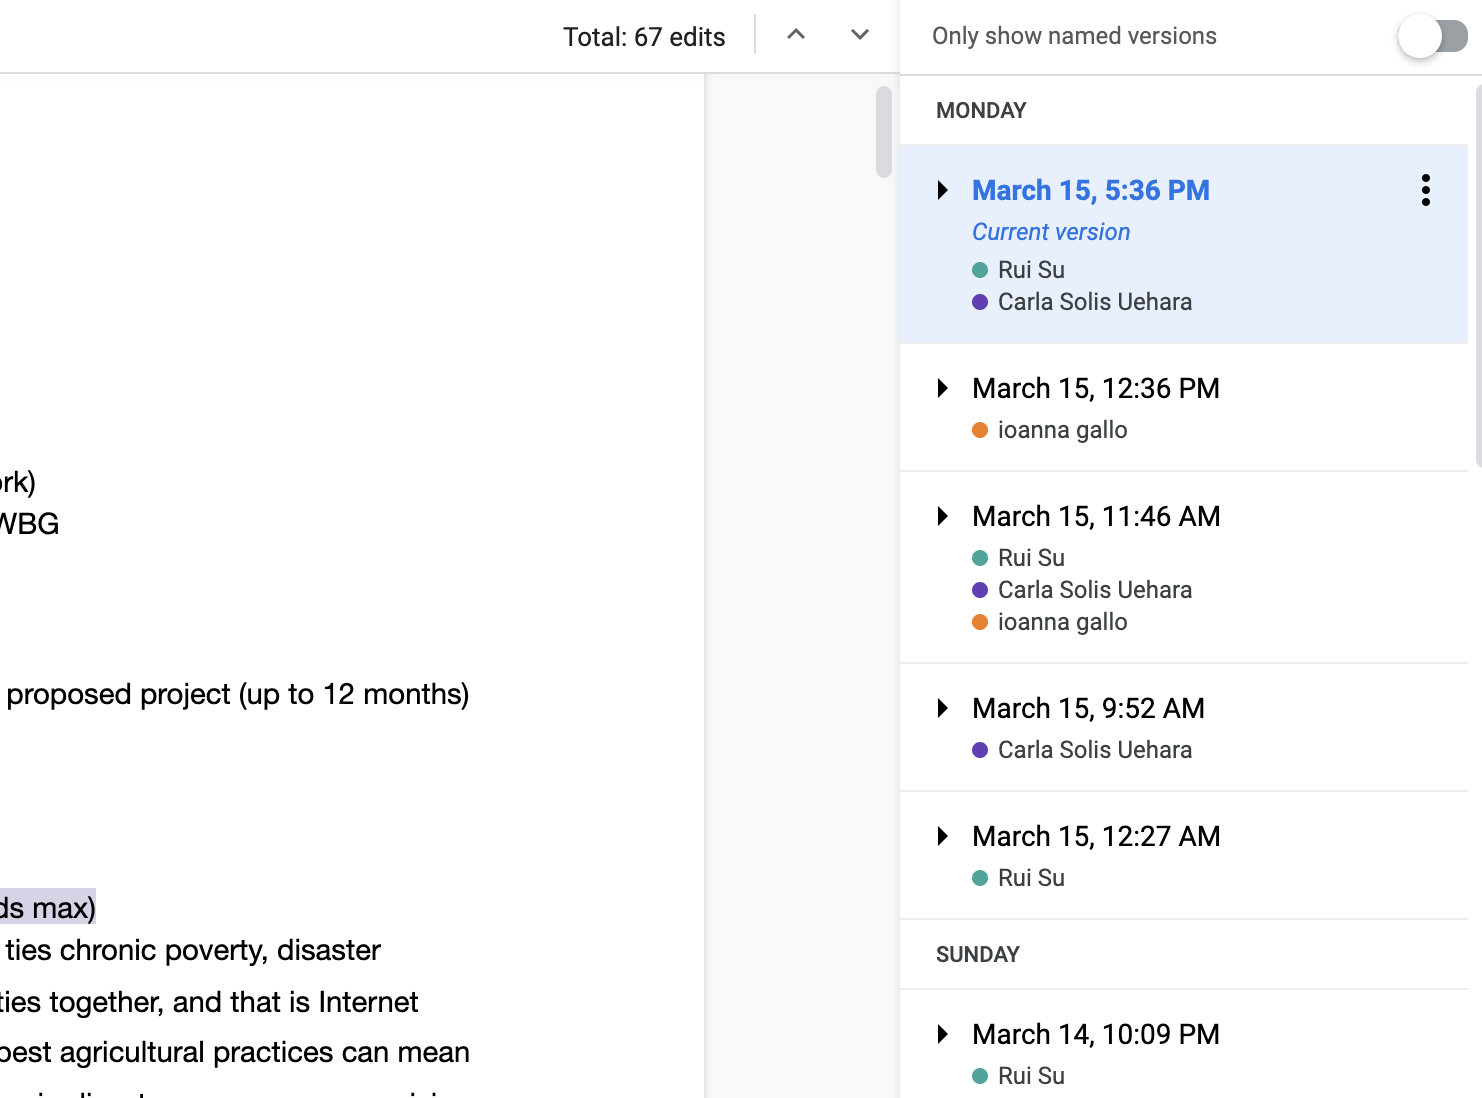 Total: 67 edits
Only show named versions
MONDAY
March 15, 5:36 PM
Current version
Rui Su
Carla Solis Uehara
March 15, 12:36 PM
ioanna gallo
March 15, 11:46 AM
Rui Su
Carla Solis Uehara
ioanna gallo
March 15, 9:52 AM
Carla Solis Uehara
March 15, 12:27 AM
Rui Su
SUNDAY
March 14, 10:09 PM
Rui Su
rk)
WBG
proposed project (up to 12 months)
ds max)
ties chronic poverty, disaster
ties together, and that is Internet
best agricultural practices can mean